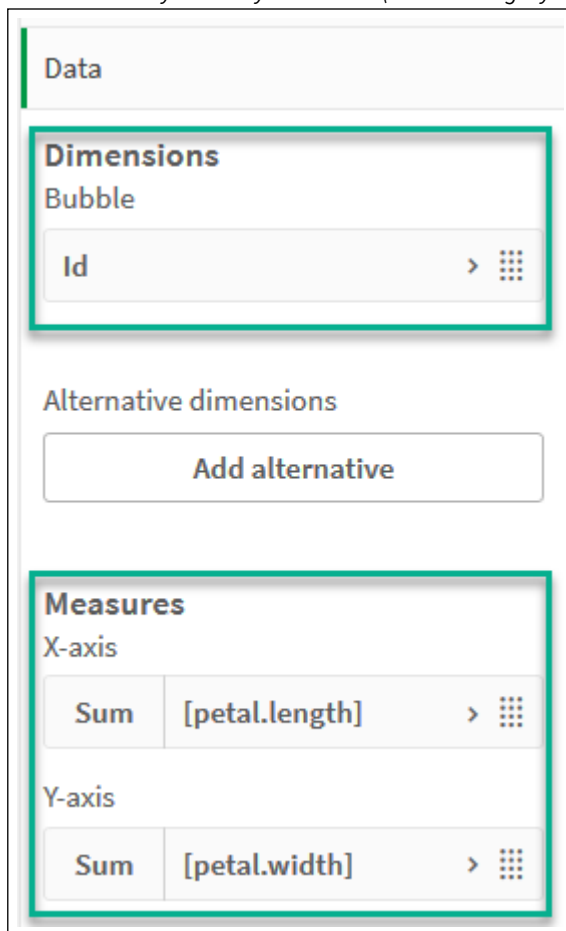 Data
Dimensions
Bubble
Id
Alternative dimensions
Add alternative
Measures
X-axis
Sum [petal.length]
Y-axis
Sum [petal.width]